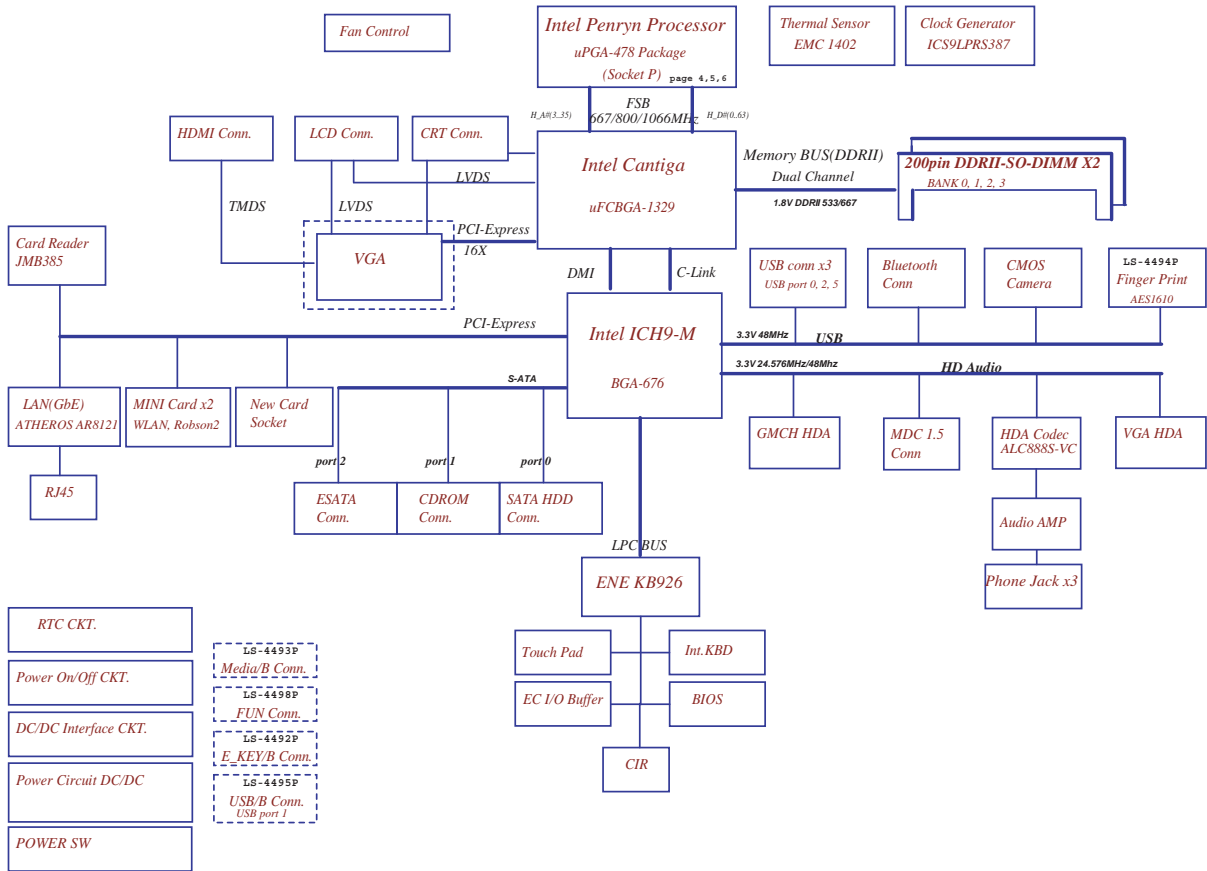 Fan Control
Intel Penryn Processor
uPGA-478 Package
(Socket P)
page 4,5,6
Thermal Sensor
EMC 1402
Clock Generator
ICS9LPRS387
H_A#(3..35)
FSB
667/800/1066MHz
H_D#(0..63)
HDMI Conn.
LCD Conn.
CRT Conn.
LVDS
Intel Cantiga
uFCBGA-1329
Memory BUS(DDRII)
Dual Channel
1.8V DDRII 533/667
200pin DDRII-SO-DIMM X2
BANK 0, 1, 2, 3
TMDS
LVDS
VGA
PCI-Express
16X
Card Reader
JMB385
DMI
C-Link
USB conn x3
USB port 0, 2, 5
Bluetooth
Conn
CMOS
Camera
LS-4494P
Finger Print
AES1610
PCI-Express
Intel ICH9-M
BGA-676
3.3V 48MHz
USB
3.3V 24.576MHz/48Mhz
HD Audio
S-ATA
LAN(GbE)
ATHEROS AR8121
MINI Card x2
WLAN, Robson2
New Card
Socket
GMCH HDA
MDC 1.5
Conn
HDA Codec
ALC888S-VC
VGA HDA
port 2
port 1
port 0
RJ45
ESATA
Conn.
CDROM
Conn.
SATA HDD
Conn.
Audio AMP
LPC BUS
ENE KB926
Phone Jack x3
RTC CKT.
Touch Pad
Int.KBD
LS-4493P
Media/B Conn.
Power On/Off CKT.
EC I/O Buffer
BIOS
LS-4498P
FUN Conn.
DC/DC Interface CKT.
LS-4492P
E_KEY/B Conn.
CIR
Power Circuit DC/DC
LS-4495P
USB/B Conn.
USB port 1
POWER SW